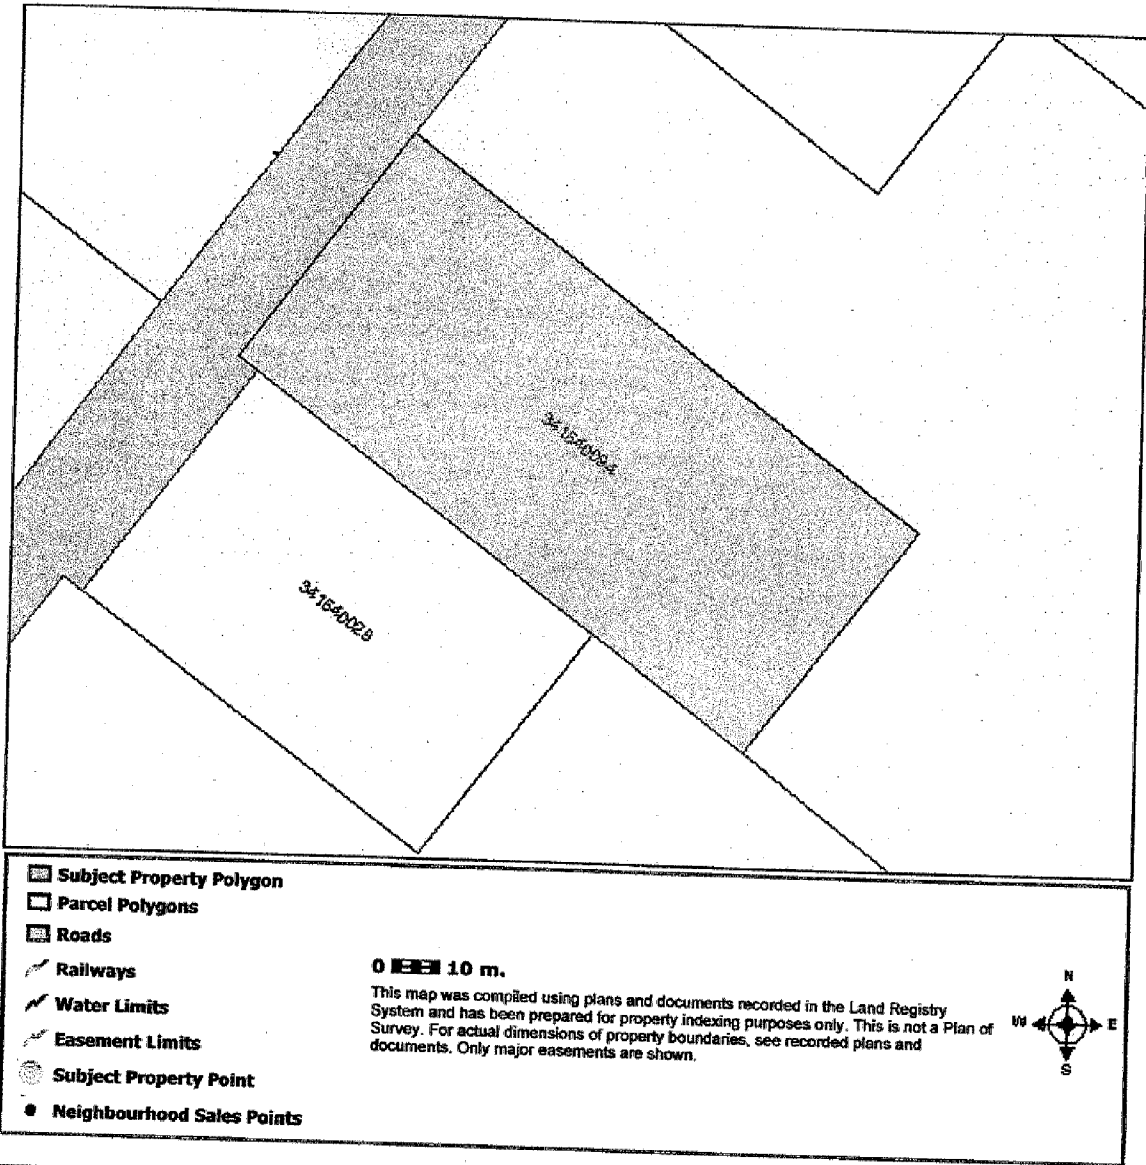 341540094
341540028
Subject Property Polygon
Parcel Polygons
Roads
Railways
Water Limits
Easement Limits
Subject Property Point
Neighbourhood Sales Points
0 10 m.
This map was compiled using plans and documents recorded in the Land Registry
System and has been prepared for property indexing purposes only. This is not a Plan of
Survey. For actual dimensions of property boundaries, see recorded plans and
documents. Only major easements are shown.
N
W E
S